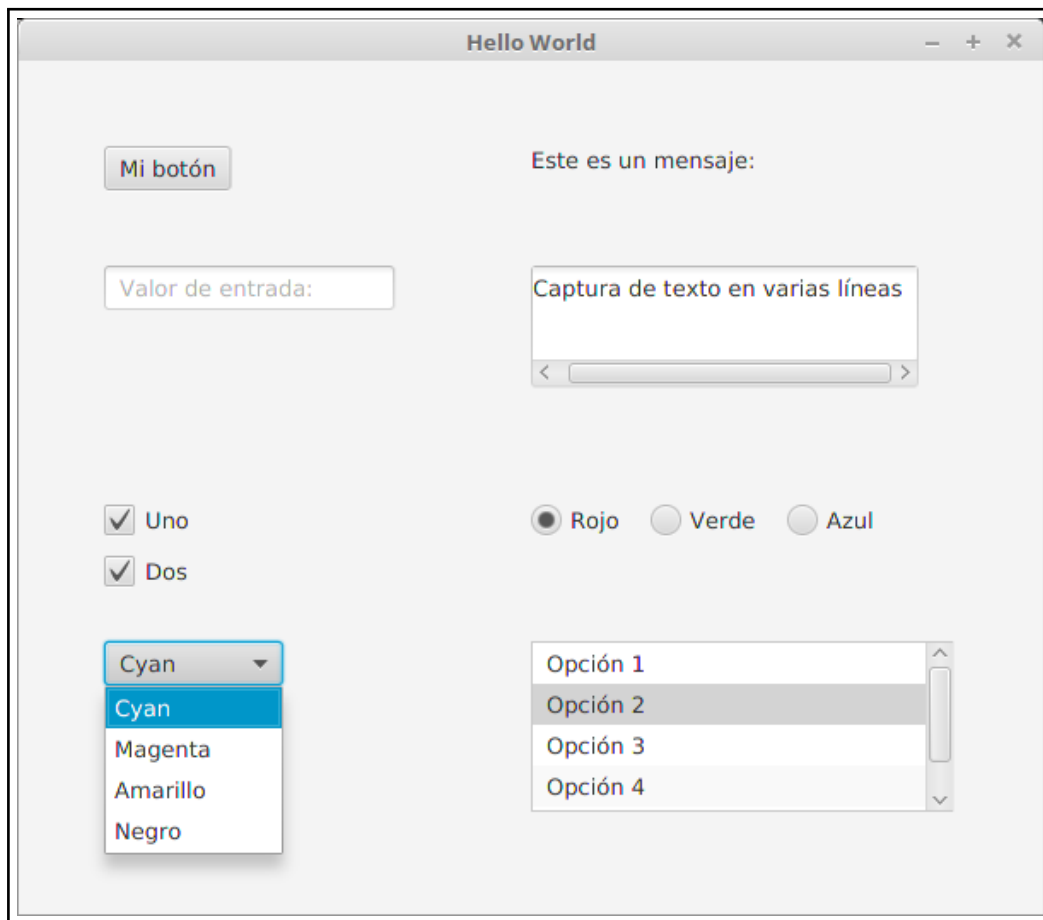 Hello World
Mi botón
Este es un mensaje:
Valor de entrada:
Captura de texto en varias líneas
Uno
Dos
Rojo Verde Azul
Cyan
Cyan
Magenta
Amarillo
Negro
Opción 1
Opción 2
Opción 3
Opción 4